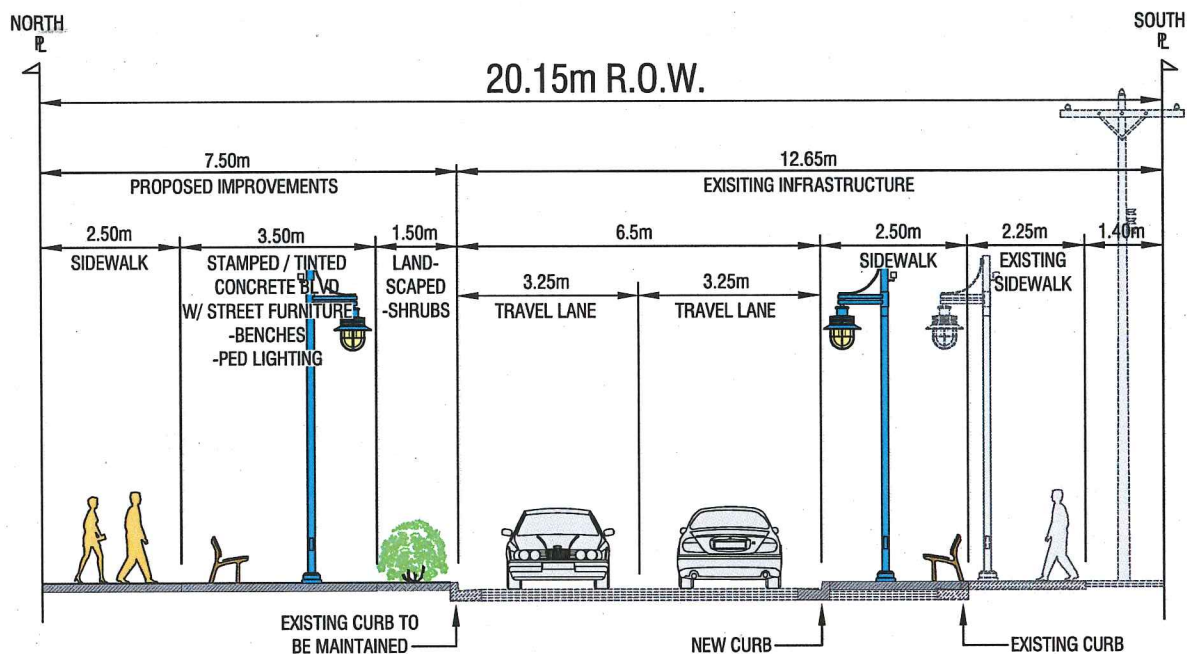 NORTH
PL
SOUTH
PL
20.15m R.O.W.
7.50m
PROPOSED IMPROVEMENTS
12.65m
EXISITING INFRASTRUCTURE
2.50m
SIDEWALK
3.50m
STAMPED / TINTED
CONCRETE BLVD
W/ STREET FURNITURE
-BENCHES
-PED LIGHTING
1.50m
LAND-
SCAPED
-SHRUBS
6.5m
3.25m
TRAVEL LANE
3.25m
TRAVEL LANE
2.50m
SIDEWALK
2.25m
EXISTING
SIDEWALK
1.40m
EXISTING CURB TO
BE MAINTAINED
NEW CURB
EXISTING CURB